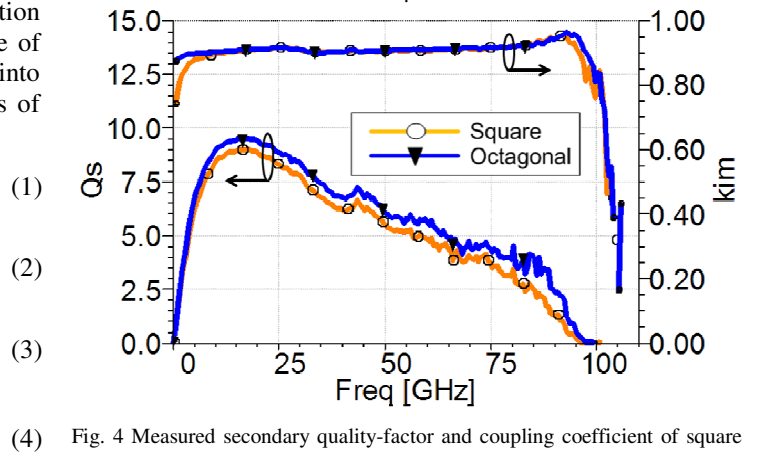 tion
e of
into
s of
(1)
(2)
(3)
(4)
15.0
12.5
10.0
7.5
5.0
2.5
0.0
Qs
1.00
0.80
0.60
0.40
0.20
0.00
kim
Square
Octagonal
0 25 50 75 100
Freq [GHz]
Fig. 4 Measured secondary quality-factor and coupling coefficient of square